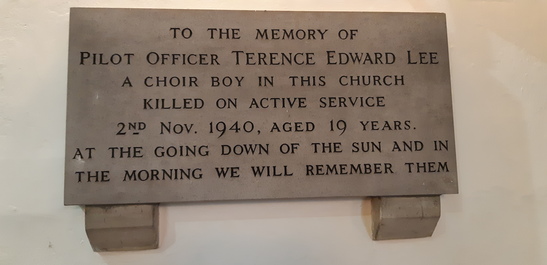 TO THE MEMORY OF
PILOT OFFICER TERENCE EDWARD LEE
A CHOIR BOY IN THIS CHURCH
KILLED ON ACTIVE SERVICE
2ND NOV. 1940, AGED 19 YEARS.
AT THE GOING DOWN OF THE SUN AND IN
THE MORNING WE WILL REMEMBER THEM